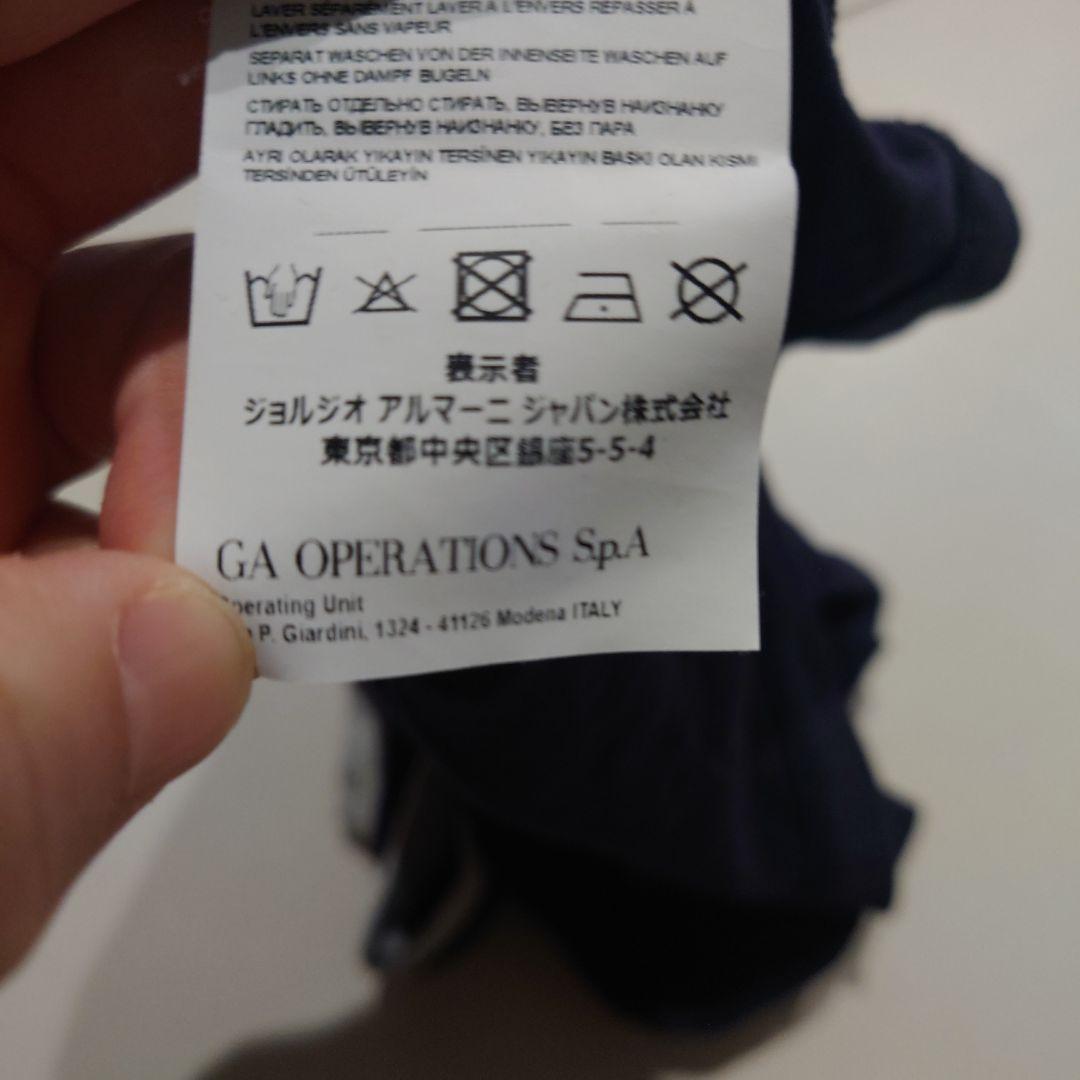 LAVER SÉPARÉMENT LAVER À L'ENVERS REPASSER À
L'ENVERS SANS VAPEUR
SEPARAT WASCHEN VON DER INNENSEITE WASCHEN AUF
LINKS OHNE DAMPF BÜGELN
СТИРАТЬ ОТДЕЛЬНО СТИРАТЬ, ВЫВЕРНУВ НАИЗНАНКУ
ГЛАДИТЬ, ВЫВЕРНУВ НАИЗНАНКУ, БЕЗ ПАРА
AYRI OLARAK YIKAYIN TERSİNEN YIKAYIN BASKI OLAN KISMI
TERSİNDEN ÜTÜLEYİN
表示者
ジョルジオ アルマーニ ジャパン株式会社
東京都中央区銀座5-5-4
GA OPERATIONS S.p.A
Operating Unit
P. Giardini, 1324 - 41126 Modena ITALY